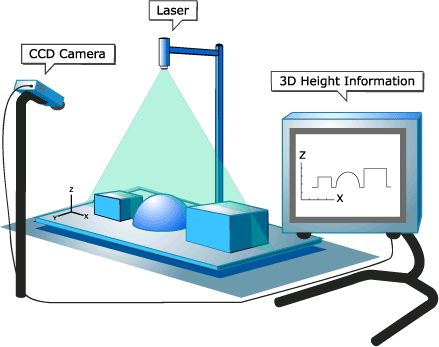 Laser
CCD Camera
3D Height Information
Z
X
Z
Y
X